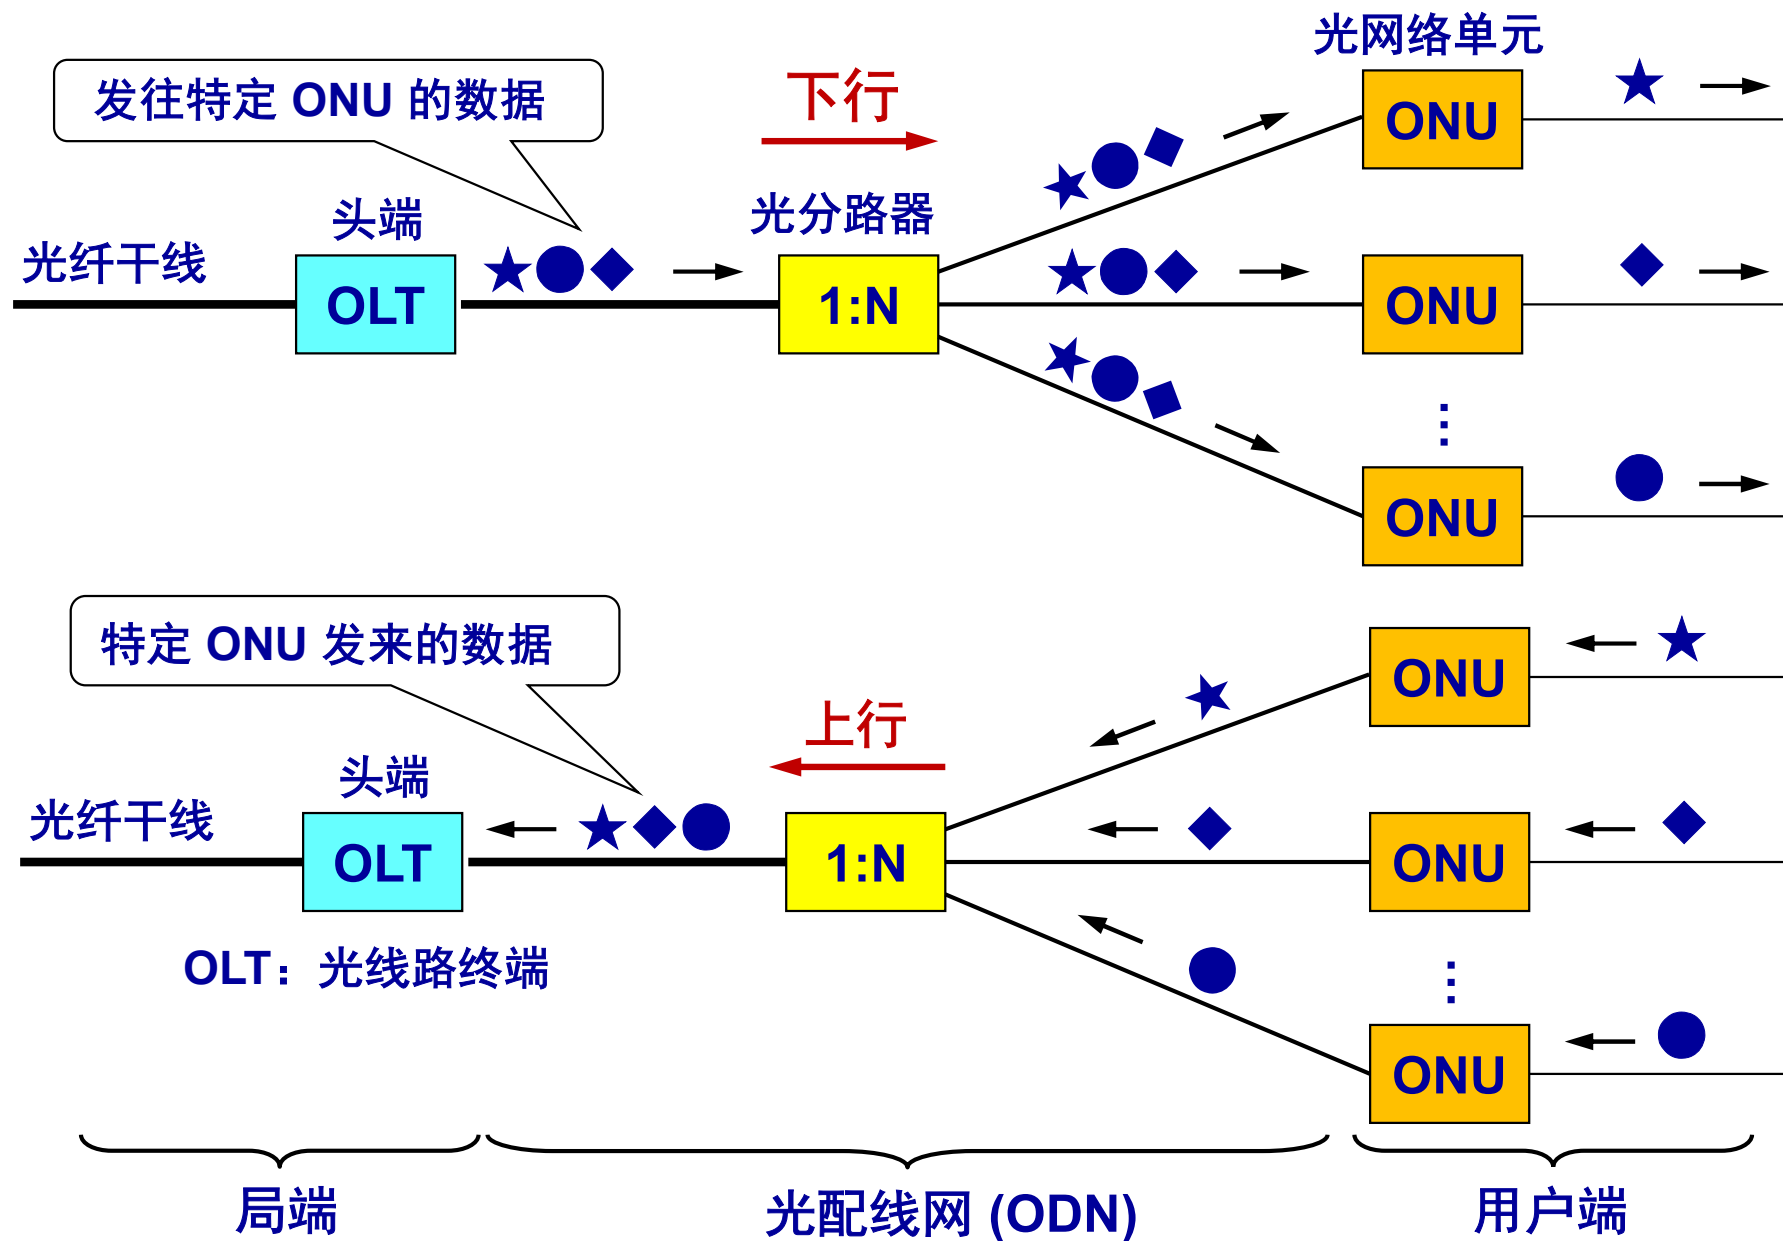 光网络单元
发往特定 ONU 的数据
下行
ONU
头端
光分路器
光纤干线
OLT
1:N
ONU
ONU
特定 ONU 发来的数据
上行
ONU
头端
光纤干线
OLT
1:N
ONU
OLT：光线路终端
ONU
局端
光配线网 (ODN)
用户端